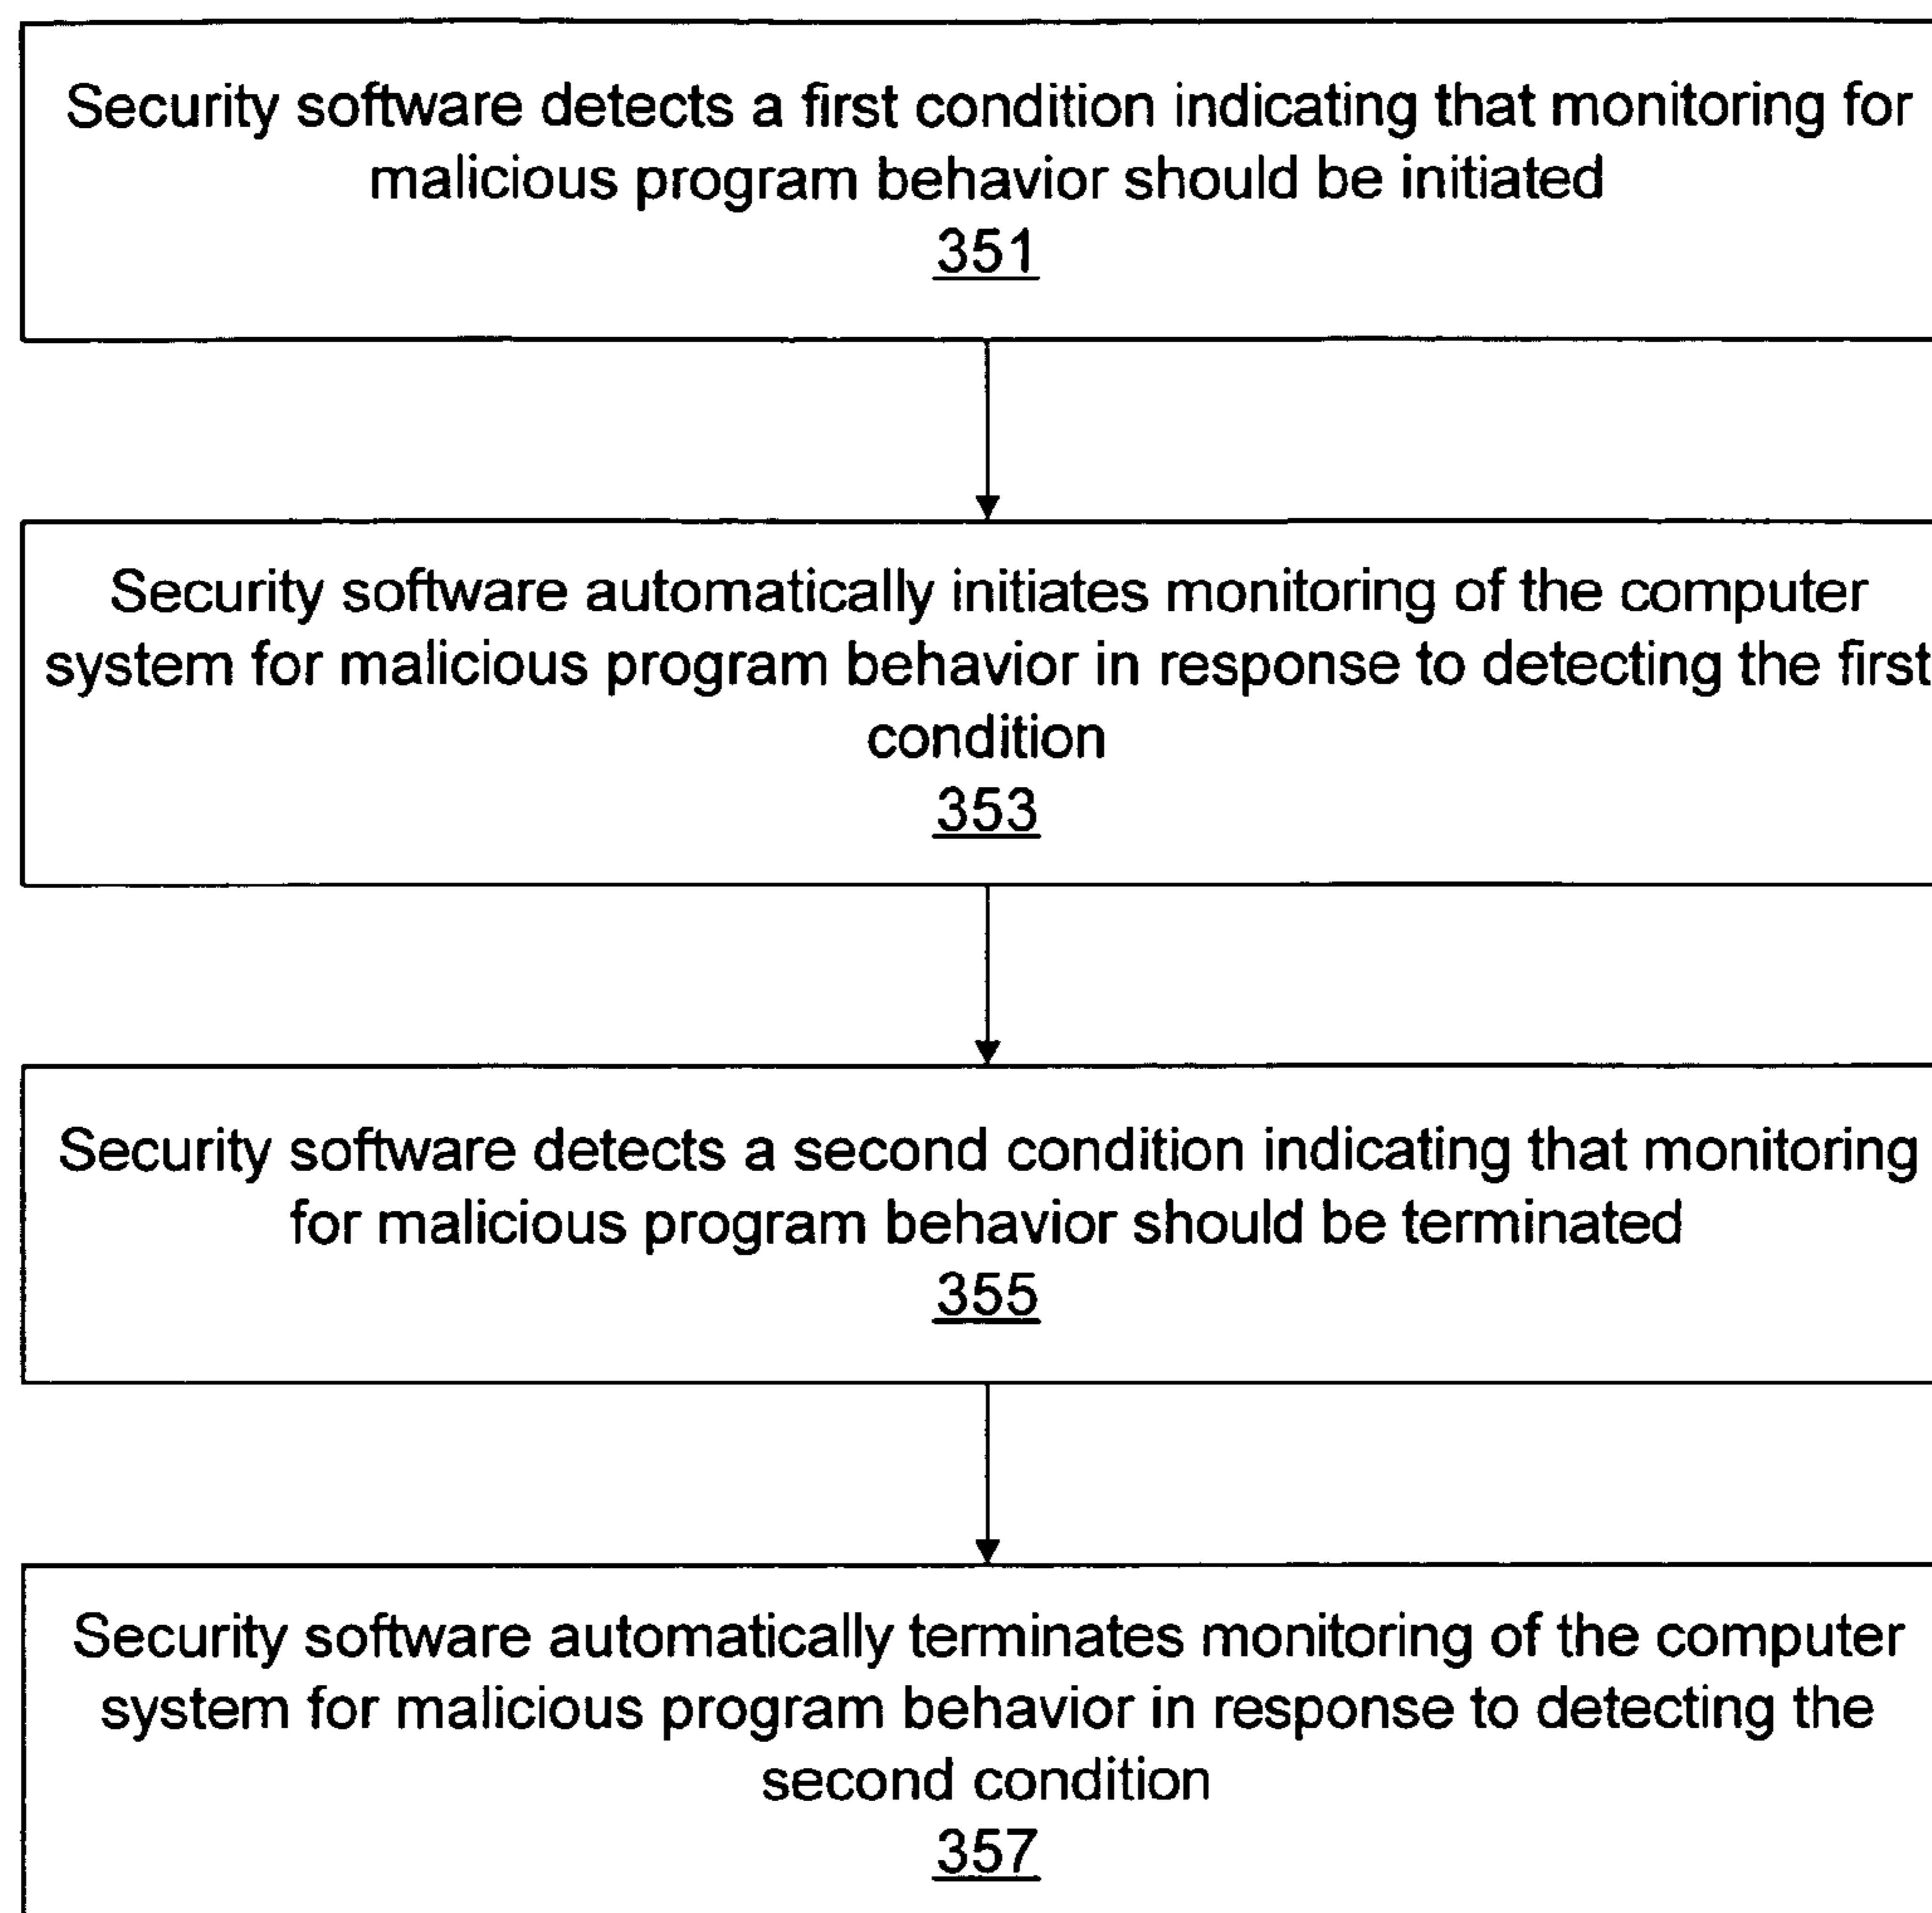 Security software detects a first condition indicating that monitoring for
malicious program behavior should be initiated
351
Security software automatically initiates monitoring of the computer
system for malicious program behavior in response to detecting the first
condition
353
Security software detects a second condition indicating that monitoring
for malicious program behavior should be terminated
355
Security software automatically terminates monitoring of the computer
system for malicious program behavior in response to detecting the
second condition
357